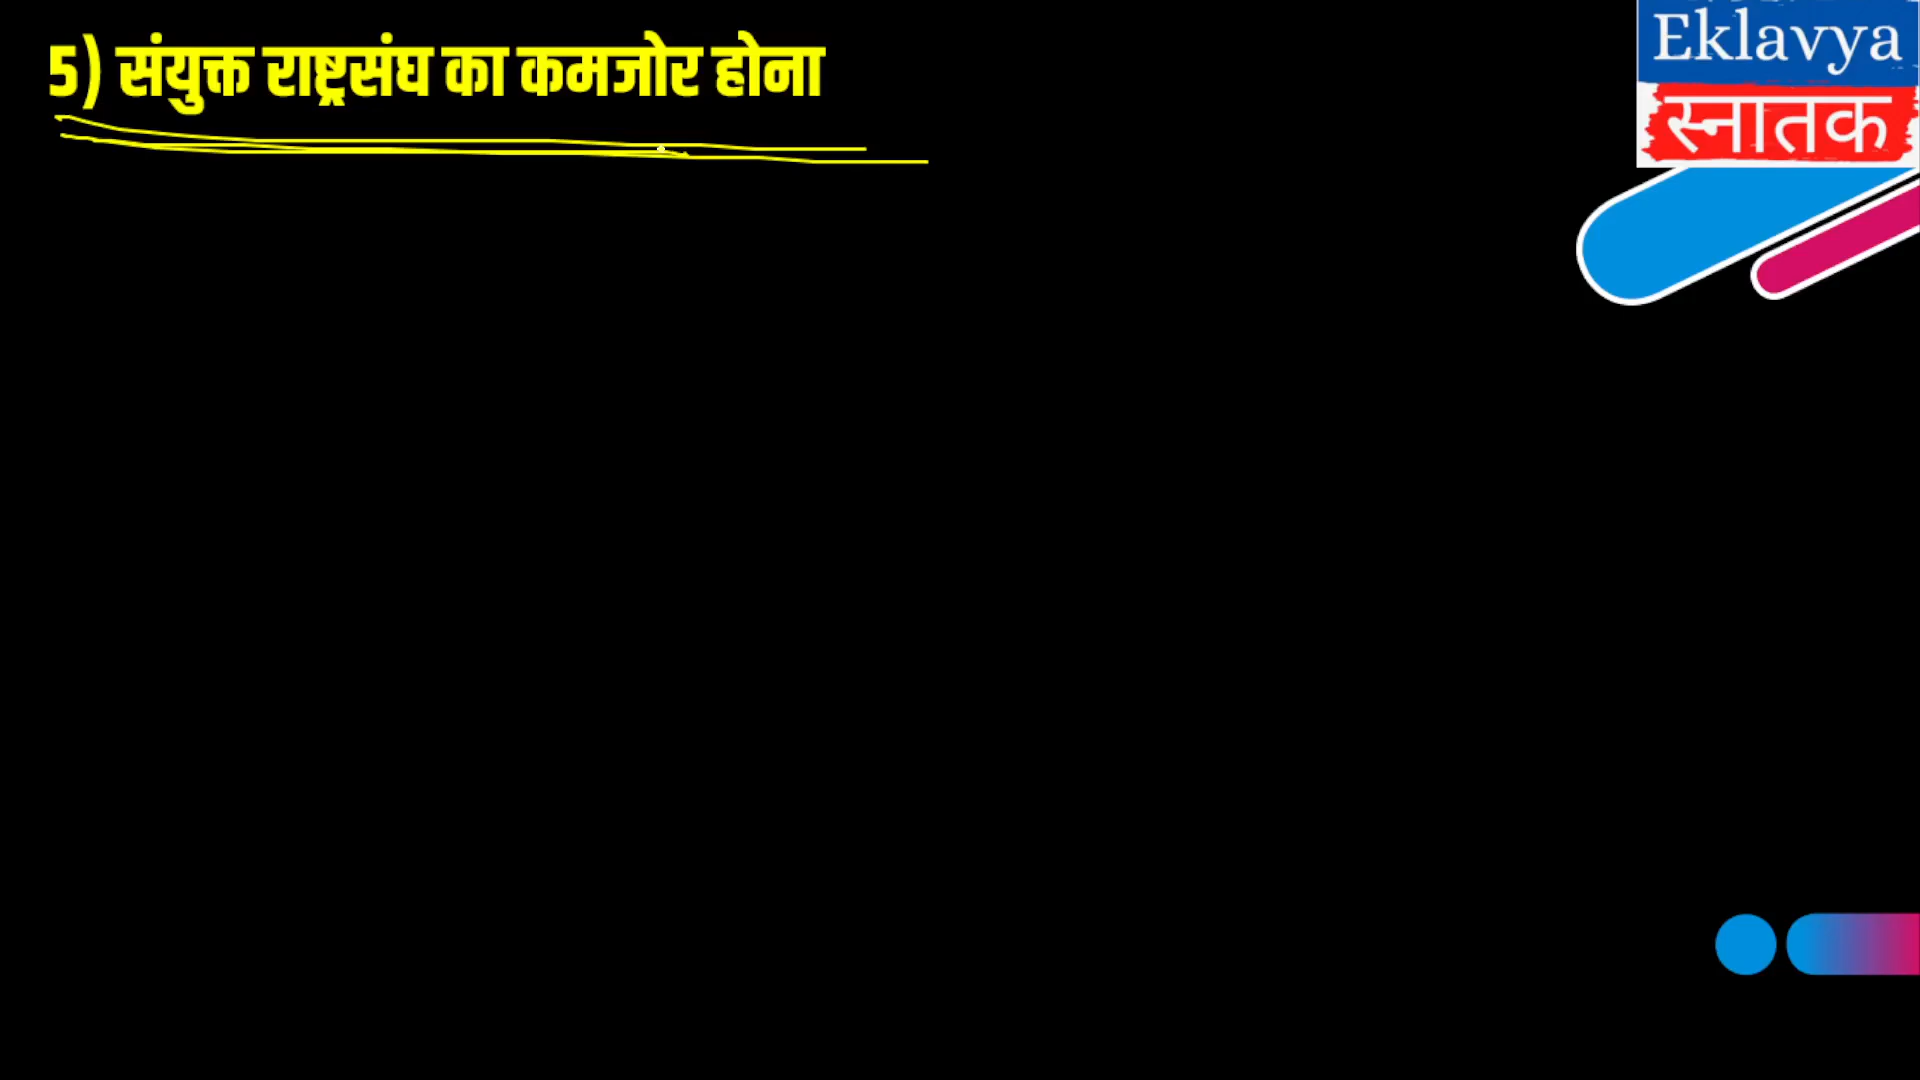 5) संयुक्त राष्ट्रसंघ का कमजोर होना
Eklavya
स्नातक